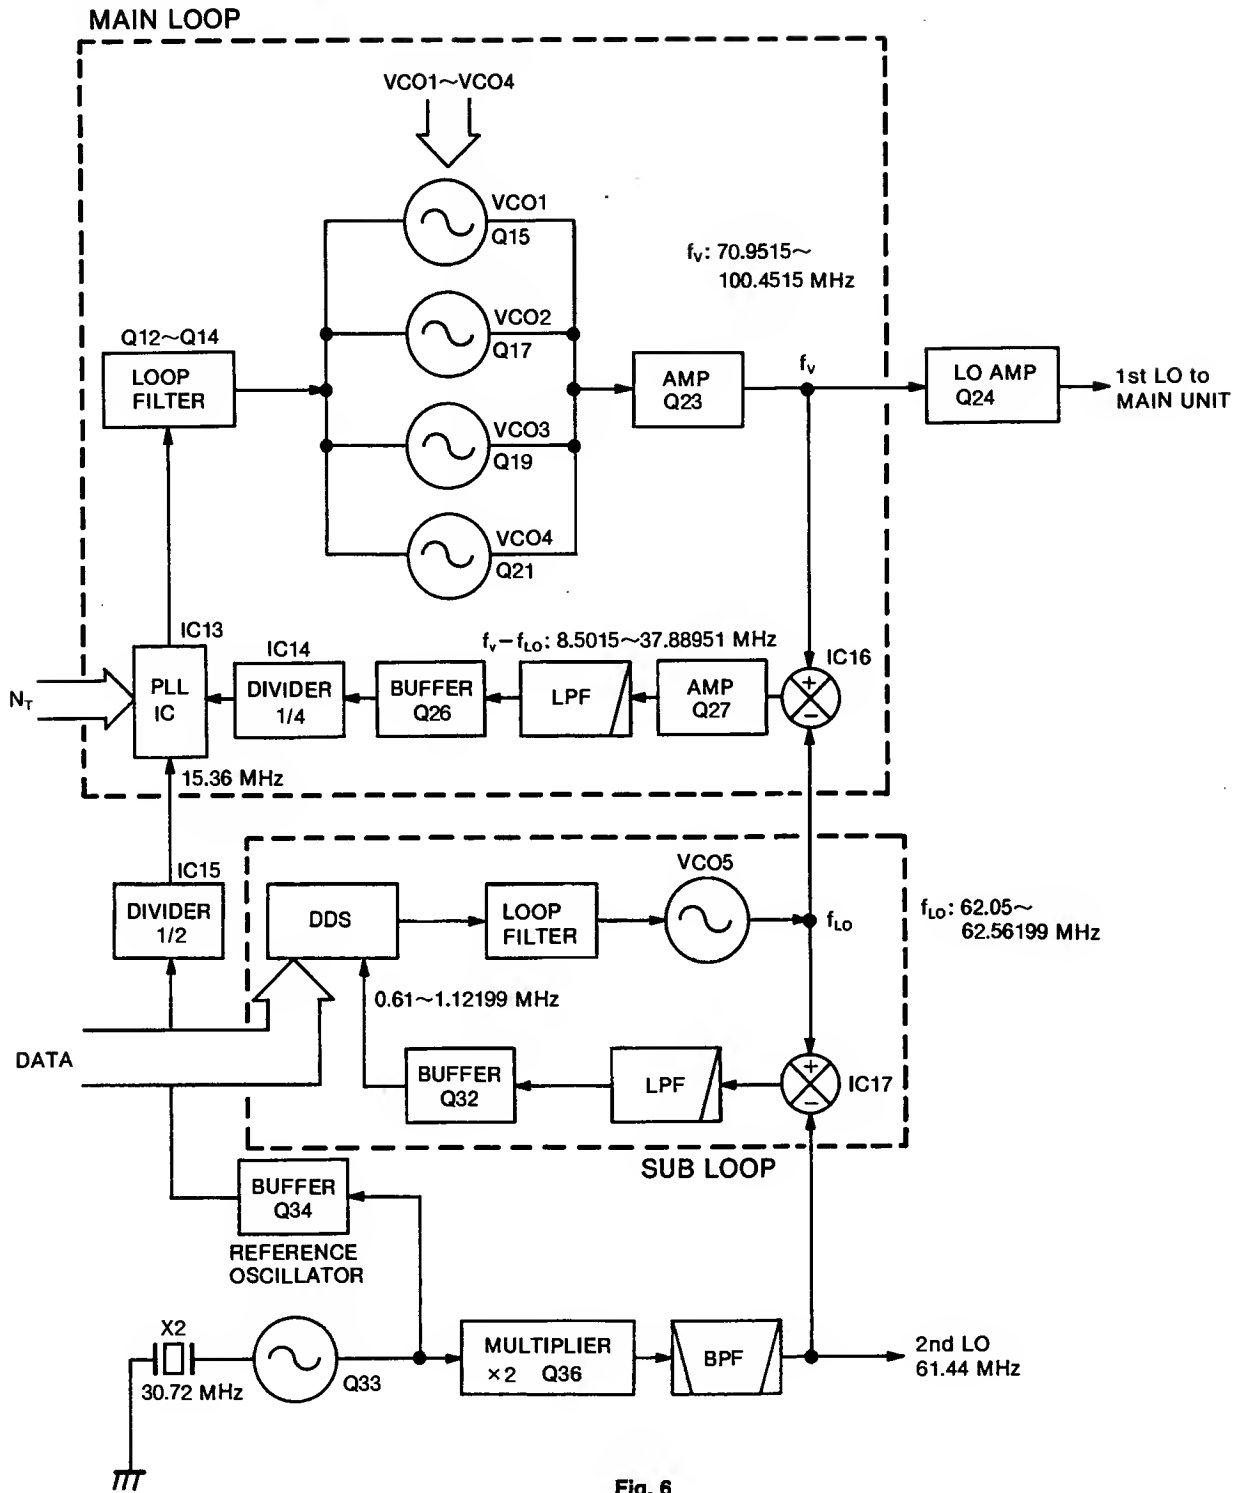 MAIN LOOP
VCO1~VCO4
VCO1
Q15
fV: 70.9515~
100.4515 MHz
VCO2
Q17
Q12~Q14
LOOP
FILTER
AMP
Q23
fV
LO AMP
Q24
1st LO to
MAIN UNIT
VCO3
Q19
VCO4
Q21
IC13
IC14
fV−fLO: 8.5015~37.88951 MHz
IC16
NT
PLL
IC
DIVIDER
1/4
BUFFER
Q26
LPF
AMP
Q27
+
−
15.36 MHz
IC15
DIVIDER
1/2
DDS
LOOP
FILTER
VCO5
fLO
fLO: 62.05~
62.56199 MHz
0.61~1.12199 MHz
DATA
BUFFER
Q32
LPF
+
−
IC17
SUB LOOP
BUFFER
Q34
REFERENCE
OSCILLATOR
X2
30.72 MHz
Q33
MULTIPLIER
×2 Q36
BPF
2nd LO
61.44 MHz
Fig. 6